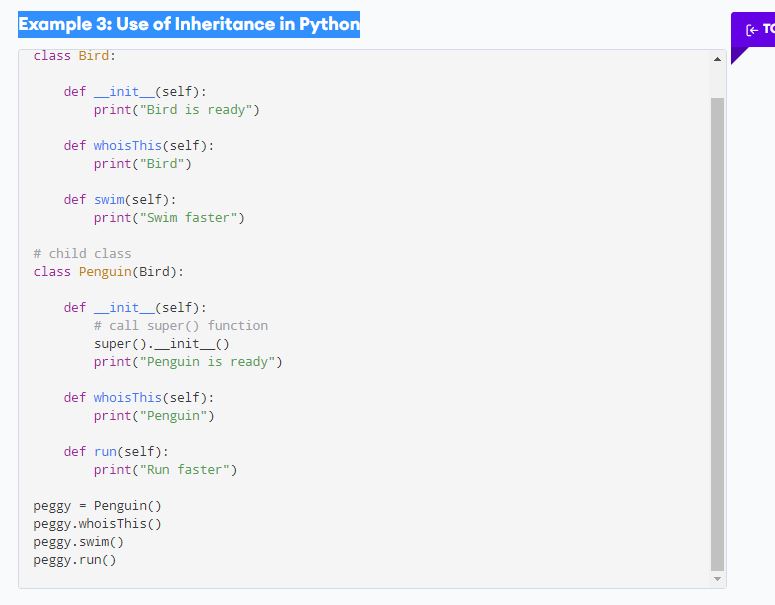 Example 3: Use of Inheritance in Python
class Bird:
    def __init__(self):
        print("Bird is ready")
    def whoisThis(self):
        print("Bird")
    def swim(self):
        print("Swim faster")
# child class
class Penguin(Bird):
    def __init__(self):
        # call super() function
        super().__init__()
        print("Penguin is ready")
    def whoisThis(self):
        print("Penguin")
    def run(self):
        print("Run faster")
peggy = Penguin()
peggy.whoisThis()
peggy.swim()
peggy.run()